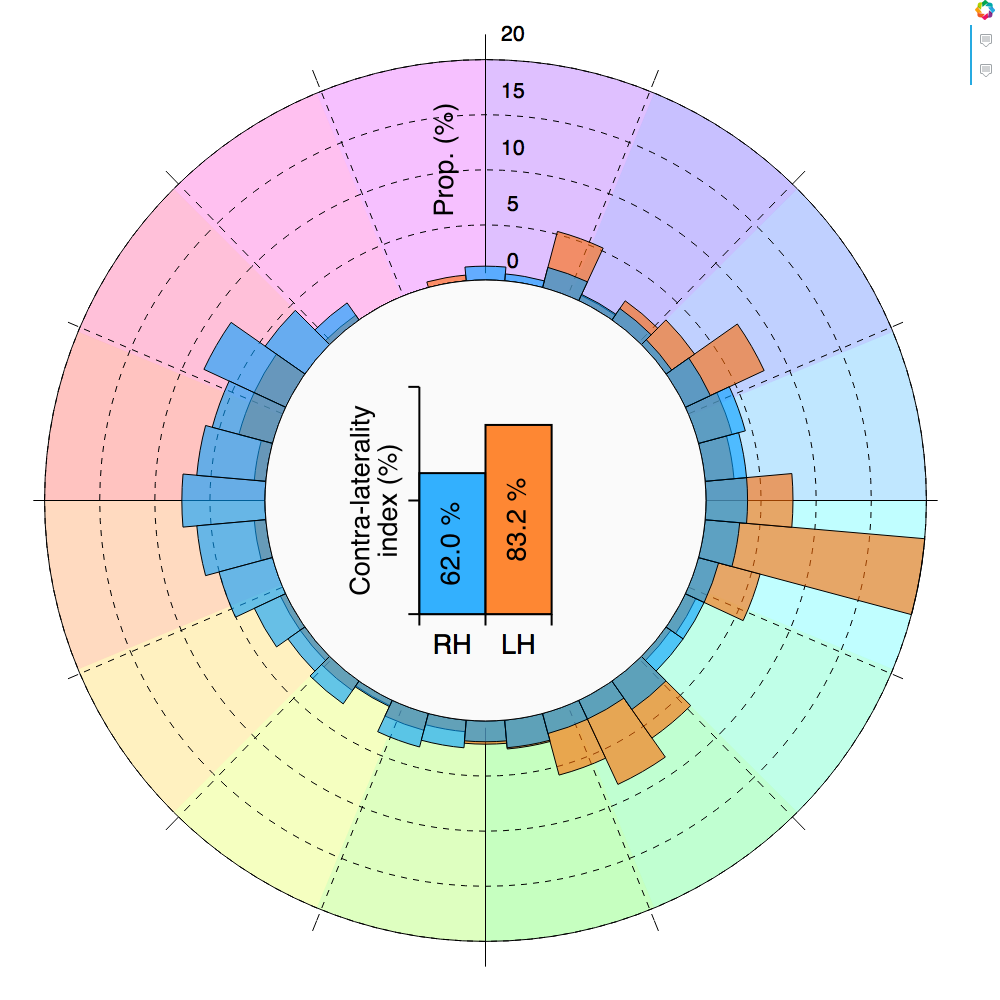 20
15
10
5
0
Prop. (%)
Contra-laterality
index (%)
62.0 %
83.2 %
RH
LH